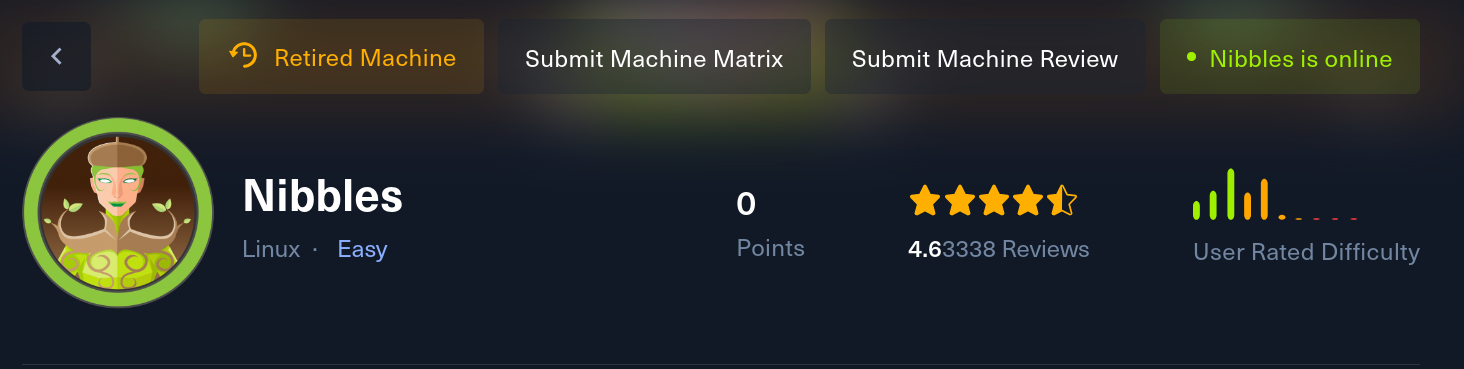 Retired Machine
Submit Machine Matrix
Submit Machine Review
Nibbles is online
Nibbles
Linux · Easy
0
Points
4.63338 Reviews
User Rated Difficulty